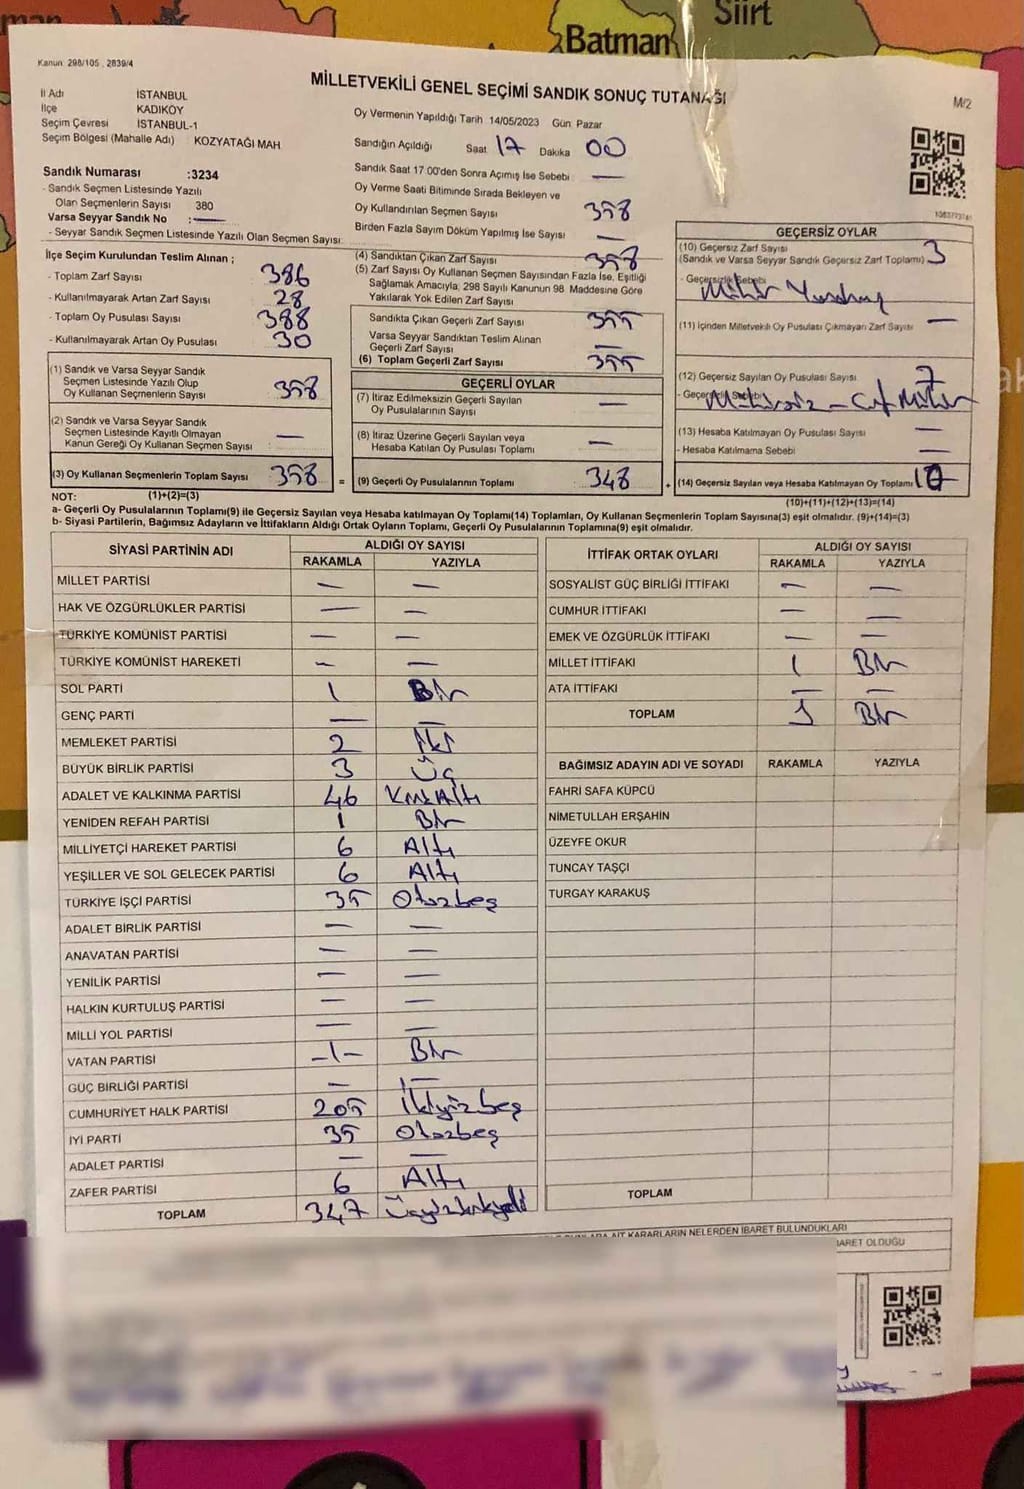 Siirt
Batman
Kanun: 298/105 , 2839/4
MİLLETVEKİLİ GENEL SEÇİMİ SANDIK SONUÇ TUTANAĞI
M/2
İl Adı İSTANBUL
İlçe KADIKÖY
Seçim Çevresi İSTANBUL-1
Seçim Bölgesi (Mahalle Adı) : KOZYATAĞI MAH
Sandık Numarası :3234
- Sandık Seçmen Listesinde Yazılı
Olan Seçmenlerin Sayısı 380
Varsa Seyyar Sandık No : —
- Seyyar Sandık Seçmen Listesinde Yazılı Olan Seçmen Sayısı:
Oy Vermenin Yapıldığı Tarih 14/05/2023 Gün: Pazar
Sandığın Açıldığı Saat 17 Dakika 00
Sandık Saat 17:00'den Sonra Açımış İse Sebebi : —
Oy Verme Saati Bitiminde Sırada Bekleyen ve
Oy Kullandırılan Seçmen Sayısı 358
Birden Fazla Sayım Döküm Yapılmış İse Sayısı —
İlçe Seçim Kurulundan Teslim Alınan ;
- Toplam Zarf Sayısı 386
- Kullanılmayarak Artan Zarf Sayısı 28
- Toplam Oy Pusulası Sayısı 388
- Kullanılmayarak Artan Oy Pusulası 30
(1) Sandık ve Varsa Seyyar Sandık
Seçmen Listesinde Yazılı Olup
Oy Kullanan Seçmenlerin Sayısı 358
(2) Sandık ve Varsa Seyyar Sandık
Seçmen Listesinde Kayıtlı Olmayan
Kanun Gereği Oy Kullanan Seçmen Sayısı : —
(3) Oy Kullanan Seçmenlerin Toplam Sayısı 358 =
(1)+(2)=(3)
(4) Sandıktan Çıkan Zarf Sayısı 358
(5) Zarf Sayısı Oy Kullanan Seçmen Sayısından Fazla İse, Eşitliği
Sağlamak Amacıyla; 298 Sayılı Kanunun 98 Maddesine Göre
Yakılarak Yok Edilen Zarf Sayısı
Sandıkta Çıkan Geçerli Zarf Sayısı 355
Varsa Seyyar Sandıktan Teslim Alınan
Geçerli Zarf Sayısı —
(6) Toplam Geçerli Zarf Sayısı 355
GEÇERLİ OYLAR
(7) İtiraz Edilmeksizin Geçerli Sayılan
Oy Pusulalarının Sayısı —
(8) İtiraz Üzerine Geçerli Sayılan veya
Hesaba Katılan Oy Pusulası Toplamı —
(9) Geçerli Oy Pusulalarının Toplamı 348 +
GEÇERSİZ OYLAR
(10) Geçersiz Zarf Sayısı 3
(Sandık ve Varsa Seyyar Sandık Geçersiz Zarf Toplamı)
- Geçersizlik Sebebi
(11) İçinden Milletvekili Oy Pusulası Çıkmayan Zarf Sayısı —
(12) Geçersiz Sayılan Oy Pusulası Sayısı 7
- Geçersizlik Sebebi Mühürsüz - Çift Mühür
(13) Hesaba Katılmayan Oy Pusulası Sayısı —
- Hesaba Katılmama Sebebi —
(14) Geçersiz Sayılan veya Hesaba Katılmayan Oy Toplamı 10
(10)+(11)+(12)+(13)=(14)
NOT:
a- Geçerli Oy Pusulalarının Toplamı(9) ile Geçersiz Sayılan veya Hesaba katılmayan Oy Toplamı(14) Toplamları, Oy Kullanan Seçmenlerin Toplam Sayısına(3) eşit olmalıdır. (9)+(14)=(3)
b- Siyasi Partilerin, Bağımsız Adayların ve İttifakların Aldığı Ortak Oyların Toplamı, Geçerli Oy Pusulalarının Toplamına(9) eşit olmalıdır.
SİYASİ PARTİNİN ADI ALDIĞI OY SAYISI
RAKAMLA YAZIYLA
MİLLET PARTİSİ — —
HAK VE ÖZGÜRLÜKLER PARTİSİ — —
TÜRKİYE KOMÜNİST PARTİSİ — —
TÜRKİYE KOMÜNİST HAREKETİ — —
SOL PARTİ 1 Bir
GENÇ PARTİ — —
MEMLEKET PARTİSİ 2 İki
BÜYÜK BİRLİK PARTİSİ 3 Üç
ADALET VE KALKINMA PARTİSİ 46 Kırk Altı
YENİDEN REFAH PARTİSİ 1 Bir
MİLLİYETÇİ HAREKET PARTİSİ 6 Altı
YEŞİLLER VE SOL GELECEK PARTİSİ 6 Altı
TÜRKİYE İŞÇİ PARTİSİ 35 Otuzbeş
ADALET BİRLİK PARTİSİ — —
ANAVATAN PARTİSİ — —
YENİLİK PARTİSİ — —
HALKIN KURTULUŞ PARTİSİ — —
MİLLİ YOL PARTİSİ — —
VATAN PARTİSİ -1- Bir
GÜÇ BİRLİĞİ PARTİSİ — —
CUMHURİYET HALK PARTİSİ 205 İkiyüzbeş
İYİ PARTİ 35 Otuzbeş
ADALET PARTİSİ — —
ZAFER PARTİSİ 6 Altı
TOPLAM 347 Üçyüzkırkyedi
İTTİFAK ORTAK OYLARI ALDIĞI OY SAYISI
RAKAMLA YAZIYLA
SOSYALİST GÜÇ BİRLİĞİ İTTİFAKI — —
CUMHUR İTTİFAKI — —
EMEK VE ÖZGÜRLÜK İTTİFAKI — —
MİLLET İTTİFAKI 1 Bir
ATA İTTİFAKI — —
TOPLAM 1 Bir
BAĞIMSIZ ADAYIN ADI VE SOYADI RAKAMLA YAZIYLA
FAHRİ SAFA KÜPCÜ
NİMETULLAH ERŞAHİN
ÜZEYFE OKUR
TUNCAY TAŞÇI
TURGAY KARAKUŞ
TOPLAM
AİT KARARLARIN NELERDEN İBARET BULUNDUKLARI
BARET OLDUĞU